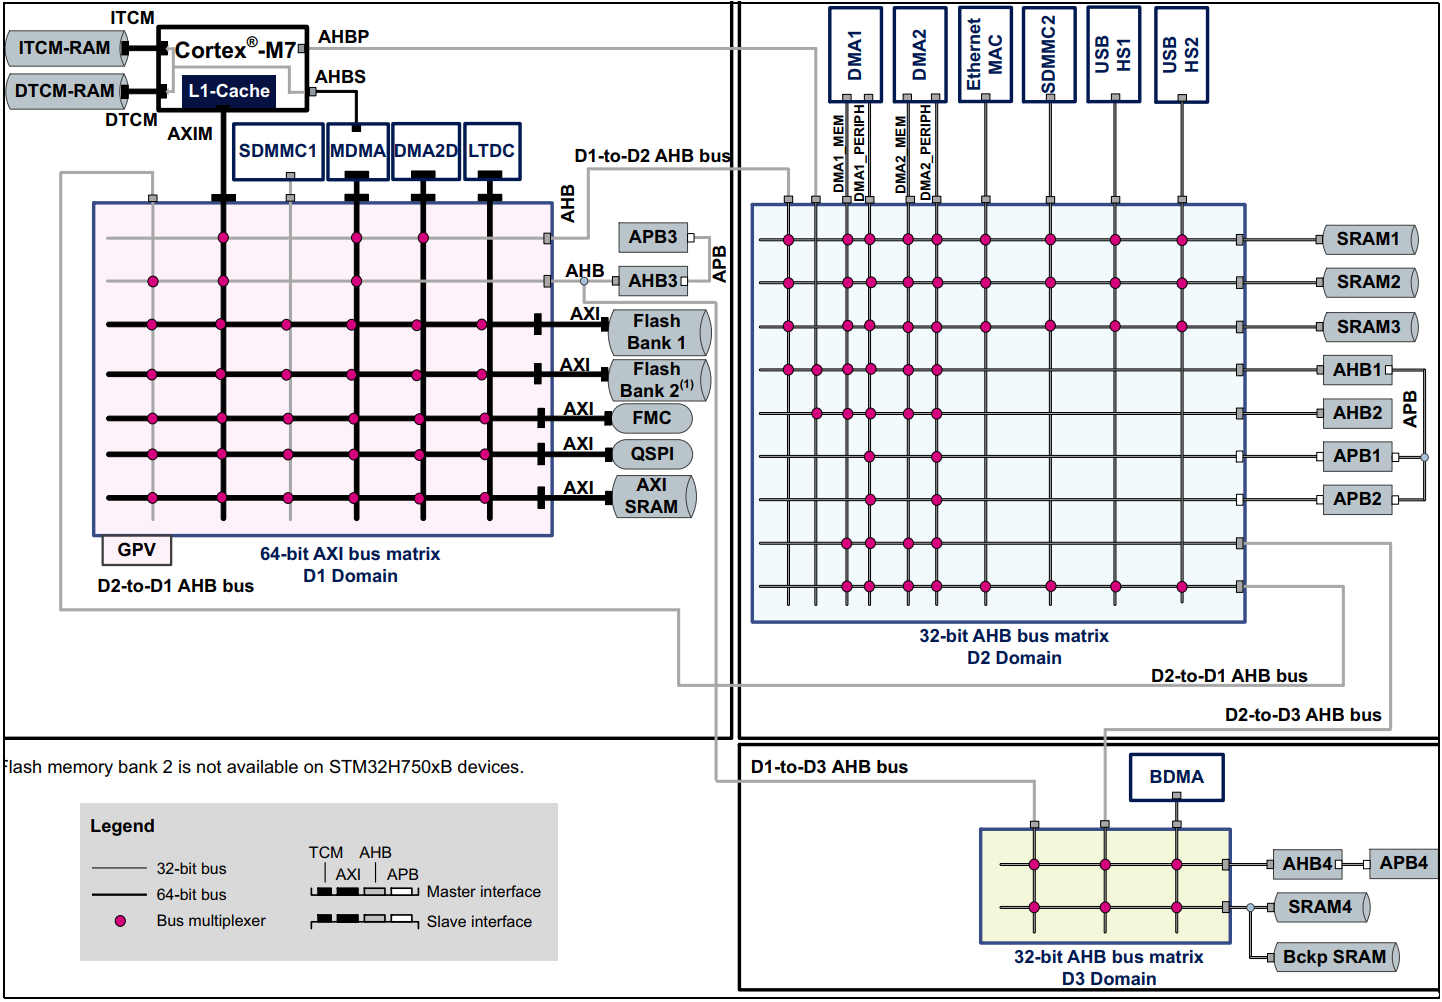 ITCM
ITCM-RAM
Cortex®-M7
AHBP
DTCM-RAM
L1-Cache
AHBS
DTCM
AXIM
SDMMC1
MDMA
DMA2D
LTDC
D1-to-D2 AHB bus
AHB
APB3
AHB
AHB3
APB
AXI
Flash
Bank 1
AXI
Flash
Bank 2(1)
AXI
FMC
AXI
QSPI
AXI
AXI
SRAM
GPV
64-bit AXI bus matrix
D1 Domain
D2-to-D1 AHB bus
DMA1
DMA2
Ethernet
MAC
SDMMC2
USB
HS1
USB
HS2
DMA1_MEM
DMA1_PERIPH
DMA2_MEM
DMA2_PERIPH
SRAM1
SRAM2
SRAM3
AHB1
AHB2
APB
APB1
APB2
32-bit AHB bus matrix
D2 Domain
D2-to-D1 AHB bus
D2-to-D3 AHB bus
D1-to-D3 AHB bus
BDMA
AHB4
APB4
SRAM4
Bckp SRAM
32-bit AHB bus matrix
D3 Domain
Flash memory bank 2 is not available on STM32H750xB devices.
Legend
32-bit bus
64-bit bus
Bus multiplexer
TCM
AHB
AXI
APB
Master interface
Slave interface